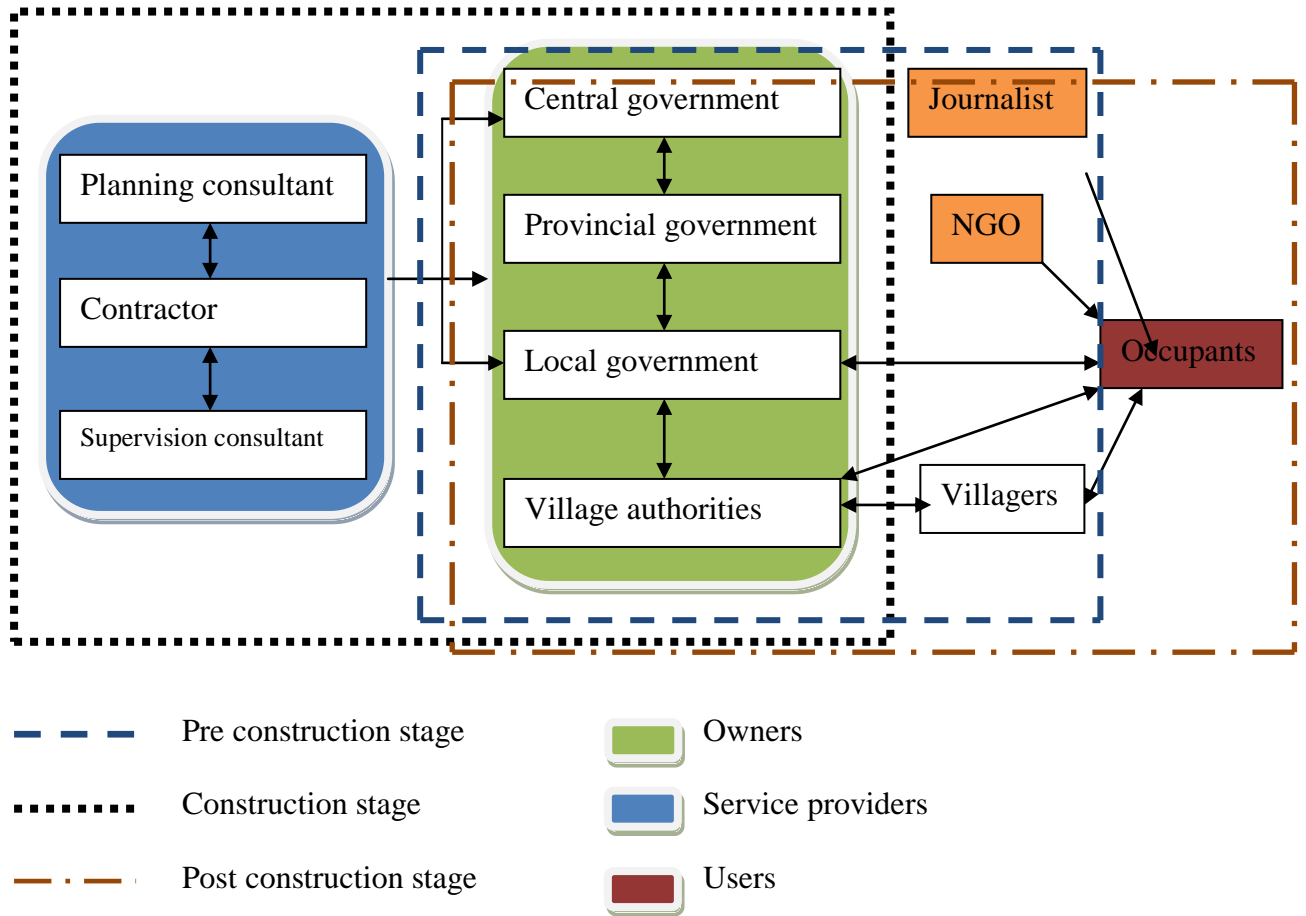 Central government
Journalist
Planning consultant
Provincial government
NGO
Contractor
Local government
Occupants
Supervision consultant
Village authorities
Villagers
Pre construction stage
Owners
Construction stage
Service providers
Post construction stage
Users